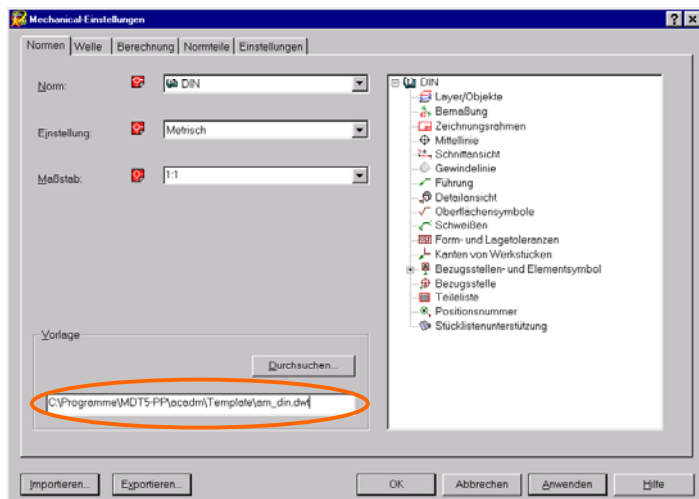 Mechanical-Einstellungen
Normen Welle Berechnung Normteile Einstellungen
Norm: DIN
Einstellung: Metrisch
Maßstab: 1:1
DIN
Layer/Objekte
Bemaßung
Zeichnungsrahmen
Mittellinie
Schnittansicht
Gewindelinie
Führung
Detailansicht
Oberflächensymbole
Schweißen
Form- und Lagetoleranzen
Kanten von Werkstücken
Bezugsstellen- und Elementsymbol
Bezugsstelle
Teileliste
Positionsnummer
Stücklistenunterstützung
Vorlage
Durchsuchen...
C:\Programme\MDT5-PP\acadm\Template\am_din.dwt
Importieren... Exportieren... OK Abbrechen Anwenden Hilfe